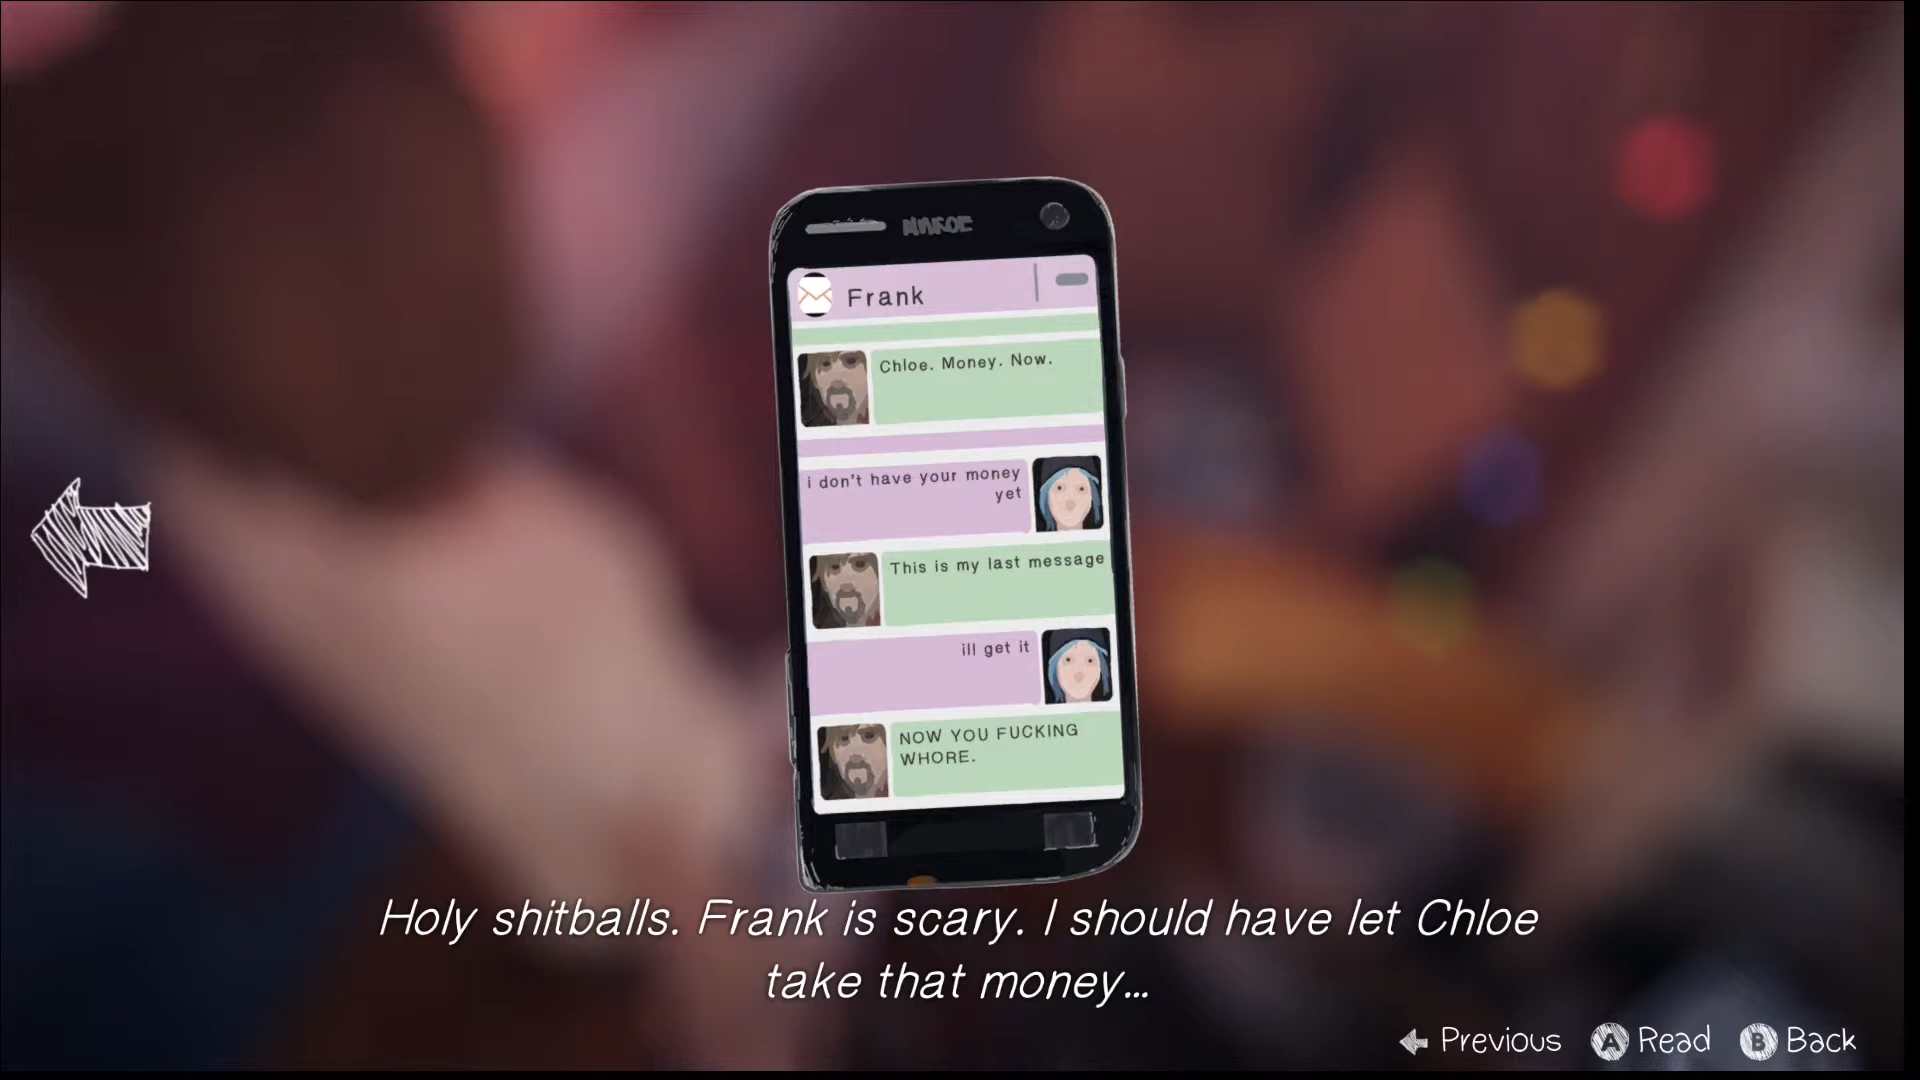 Frank
Chloe. Money. Now.
i don't have your money
yet
This is my last message
ill get it
NOW YOU FUCKING
WHORE.
Holy shitballs. Frank is scary. I should have let Chloe
take that money...
Previous
A Read
B Back